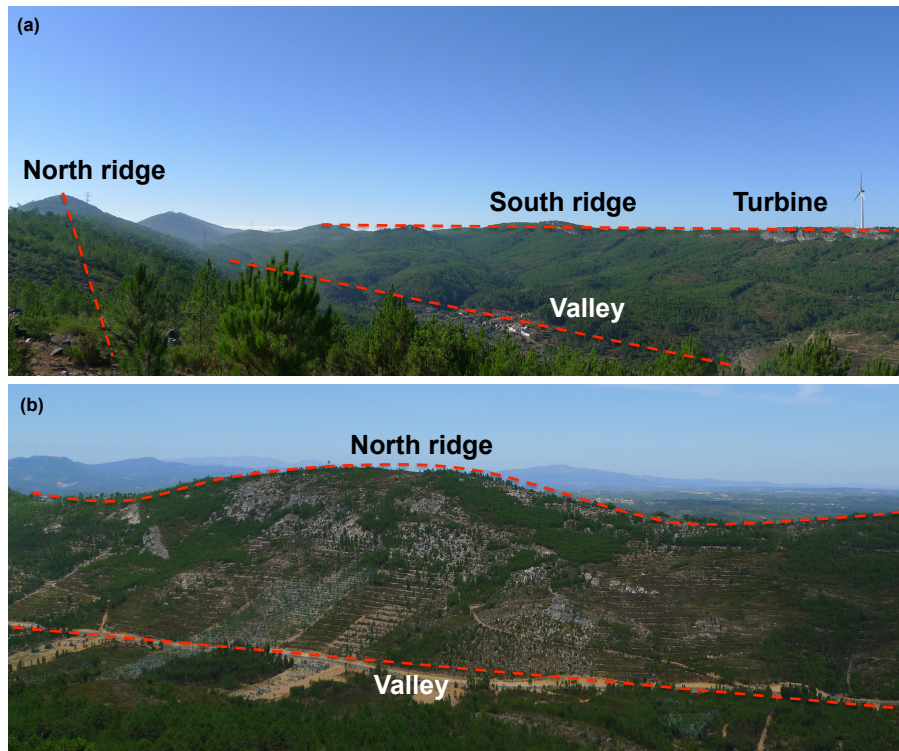 (a)
North ridge
South ridge
Turbine
Valley
(b)
North ridge
Valley